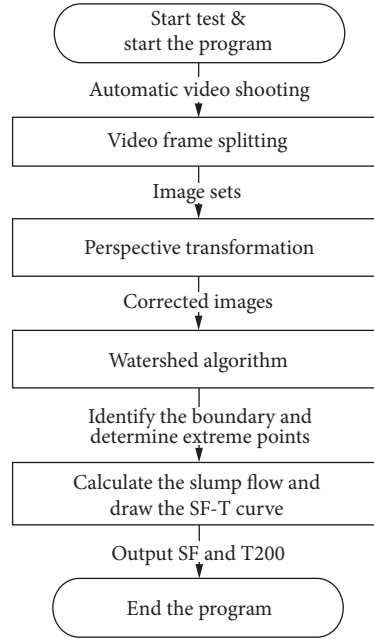 Start test &
start the program
Automatic video shooting
Video frame splitting
Image sets
Perspective transformation
Corrected images
Watershed algorithm
Identify the boundary and
determine extreme points
Calculate the slump flow and
draw the SF-T curve
Output SF and T200
End the program